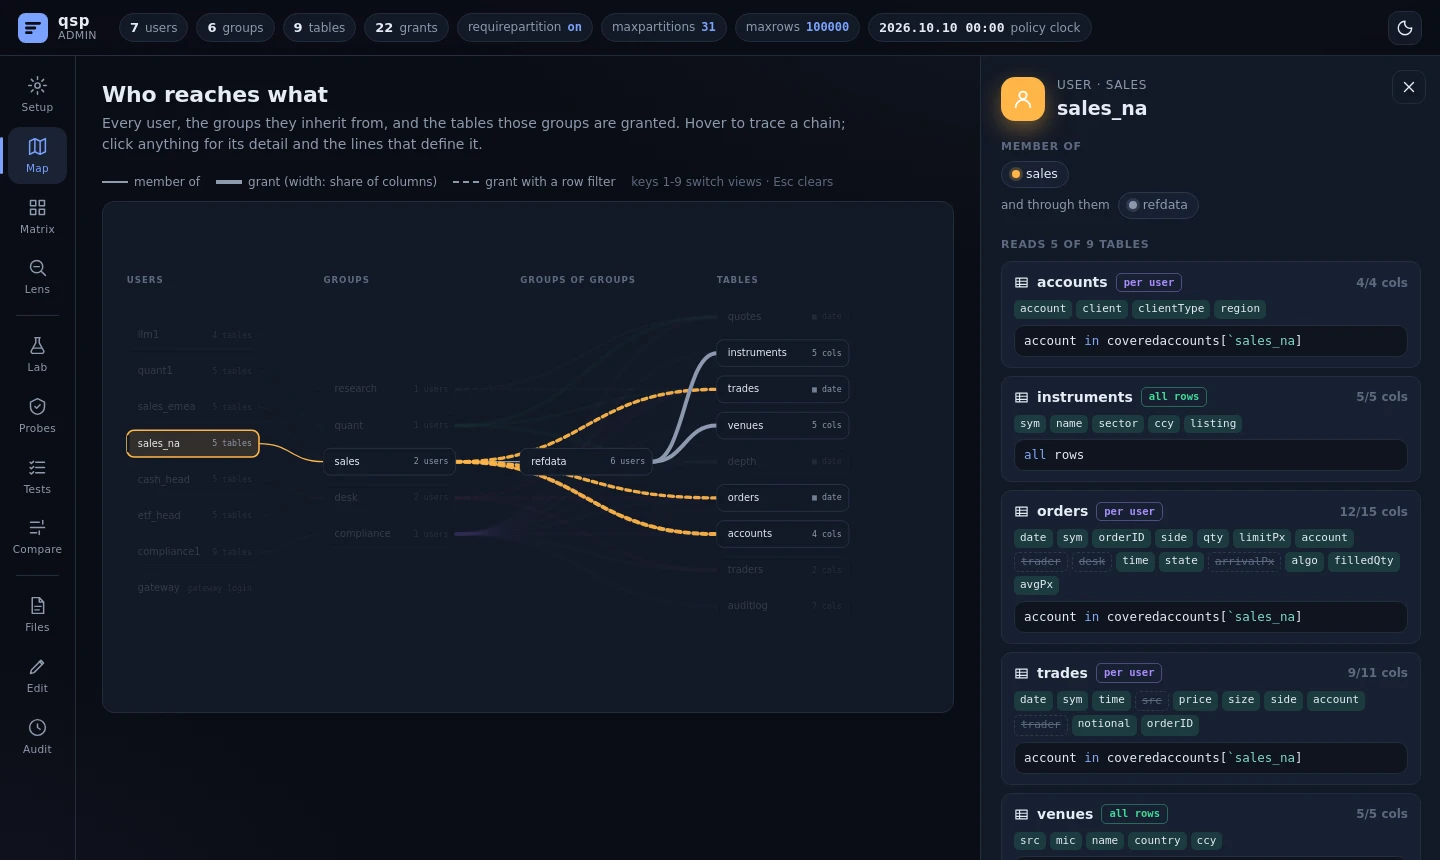 qsp
ADMIN
7 users
6 groups
9 tables
22 grants
requirepartition on
maxpartitions 31
maxrows 100000
2026.10.10 00:00 policy clock
Setup
Map
Matrix
Lens
Lab
Probes
Tests
Compare
Files
Edit
Audit
Who reaches what
Every user, the groups they inherit from, and the tables those groups are granted. Hover to trace a chain;
click anything for its detail and the lines that define it.
member of
grant (width: share of columns)
grant with a row filter
keys 1-9 switch views · Esc clears
USERS
GROUPS
GROUPS OF GROUPS
TABLES
llm1 4 tables
quant1 5 tables
sales_emea 5 tables
sales_na 5 tables
cash_head 5 tables
etf_head 5 tables
compliance1 9 tables
gateway gateway login
research 1 users
quant 1 users
sales 2 users
desk 2 users
compliance 1 users
refdata 6 users
quotes ■ date
instruments 5 cols
trades ■ date
venues 5 cols
depth ■ date
orders ■ date
accounts 4 cols
traders 2 cols
auditlog 7 cols
USER · SALES
sales_na
MEMBER OF
sales
and through them refdata
READS 5 OF 9 TABLES
accounts per user 4/4 cols
account client clientType region
account in coveredaccounts[`sales_na]
instruments all rows 5/5 cols
sym name sector ccy listing
all rows
orders per user 12/15 cols
date sym orderID side qty limitPx account
trader desk time state arrivalPx algo filledQty
avgPx
account in coveredaccounts[`sales_na]
trades per user 9/11 cols
date sym time src price size side account
trader notional orderID
account in coveredaccounts[`sales_na]
venues all rows 5/5 cols
src mic name country ccy